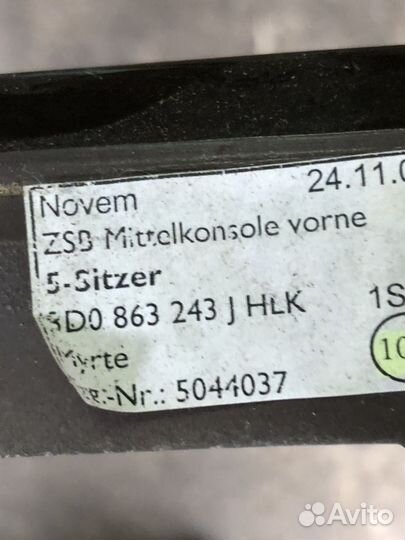 Novem 24.11.0
ZSB Mittelkonsole vorne
5-Sitzer
3D0 863 243 J HLK 1S
Myrte 10
Nr.: 5044037
Avito